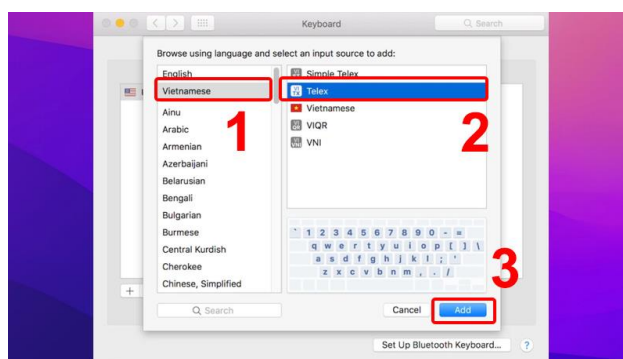 Keyboard
Search
Browse using language and select an input source to add:
English
Vietnamese
Ainu
Arabic
Armenian
Azerbaijani
Belarusian
Bengali
Bulgarian
Burmese
Central Kurdish
Cherokee
Chinese, Simplified
Search
1
Simple Telex
Telex
Vietnamese
VIQR
VNI
2
` 1 2 3 4 5 6 7 8 9 0 - =
q w e r t y u i o p [ ] \
a s d f g h j k l ; '
z x c v b n m , . /
3
Cancel
Add
+
Set Up Bluetooth Keyboard...
?